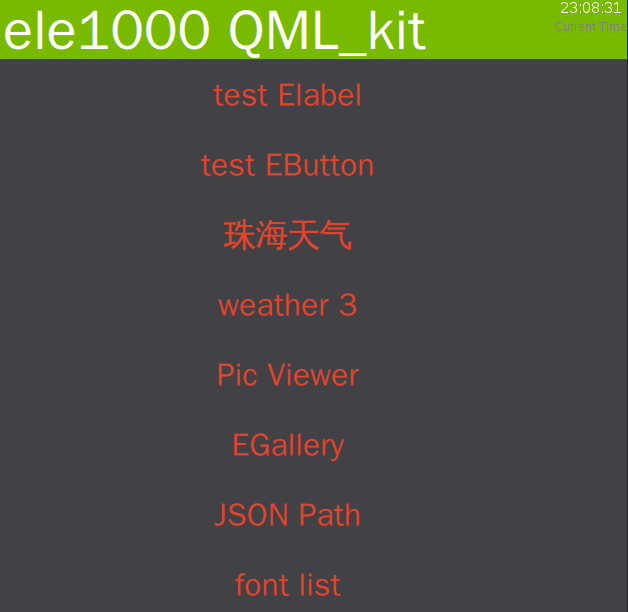 ele1000 QML_kit
23:08:31
Current Time
test Elabel
test EButton
珠海天气
weather 3
Pic Viewer
EGallery
JSON Path
font list